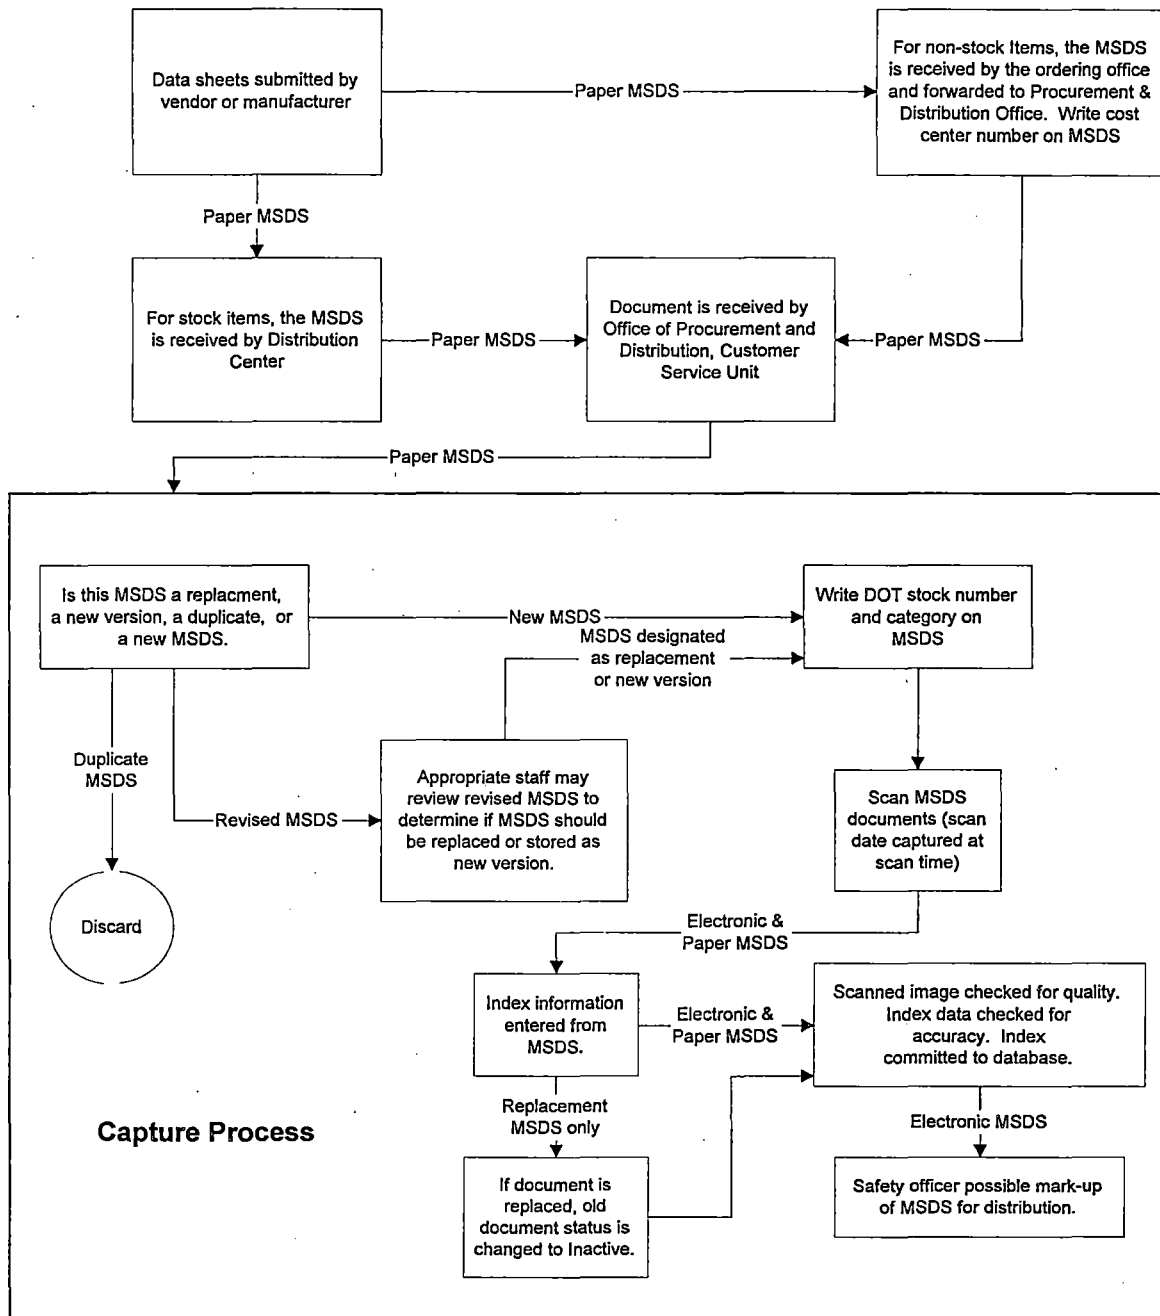 Data sheets submitted by
vendor or manufacturer
Paper MSDS
For non-stock Items, the MSDS
is received by the ordering office
and forwarded to Procurement &
Distribution Office. Write cost
center number on MSDS
Paper MSDS
For stock items, the MSDS
is received by Distribution
Center
Paper MSDS
Document is received by
Office of Procurement and
Distribution, Customer
Service Unit
Paper MSDS
Paper MSDS
Is this MSDS a replacment,
a new version, a duplicate, or
a new MSDS.
New MSDS
MSDS designated
as replacement
or new version
Write DOT stock number
and category on
MSDS
Duplicate
MSDS
Revised MSDS
Appropriate staff may
review revised MSDS to
determine if MSDS should
be replaced or stored as
new version.
Scan MSDS
documents (scan
date captured at
scan time)
Discard
Electronic &
Paper MSDS
Index information
entered from
MSDS.
Electronic &
Paper MSDS
Scanned image checked for quality.
Index data checked for
accuracy. Index
committed to database.
Replacement
MSDS only
Electronic MSDS
Capture Process
If document is
replaced, old
document status is
changed to Inactive.
Safety officer possible mark-up
of MSDS for distribution.